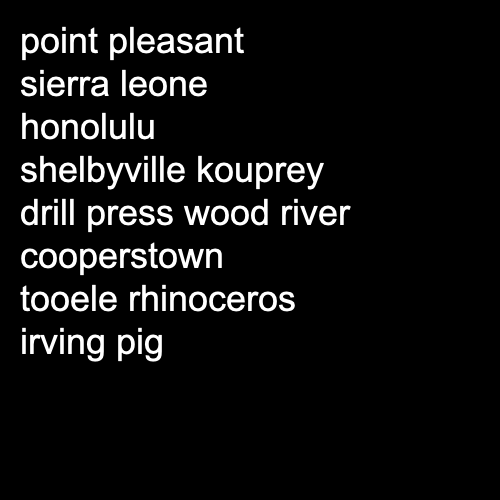 point pleasant
sierra leone
honolulu
shelbyville kouprey
drill press wood river
cooperstown
tooele rhinoceros
irving pig